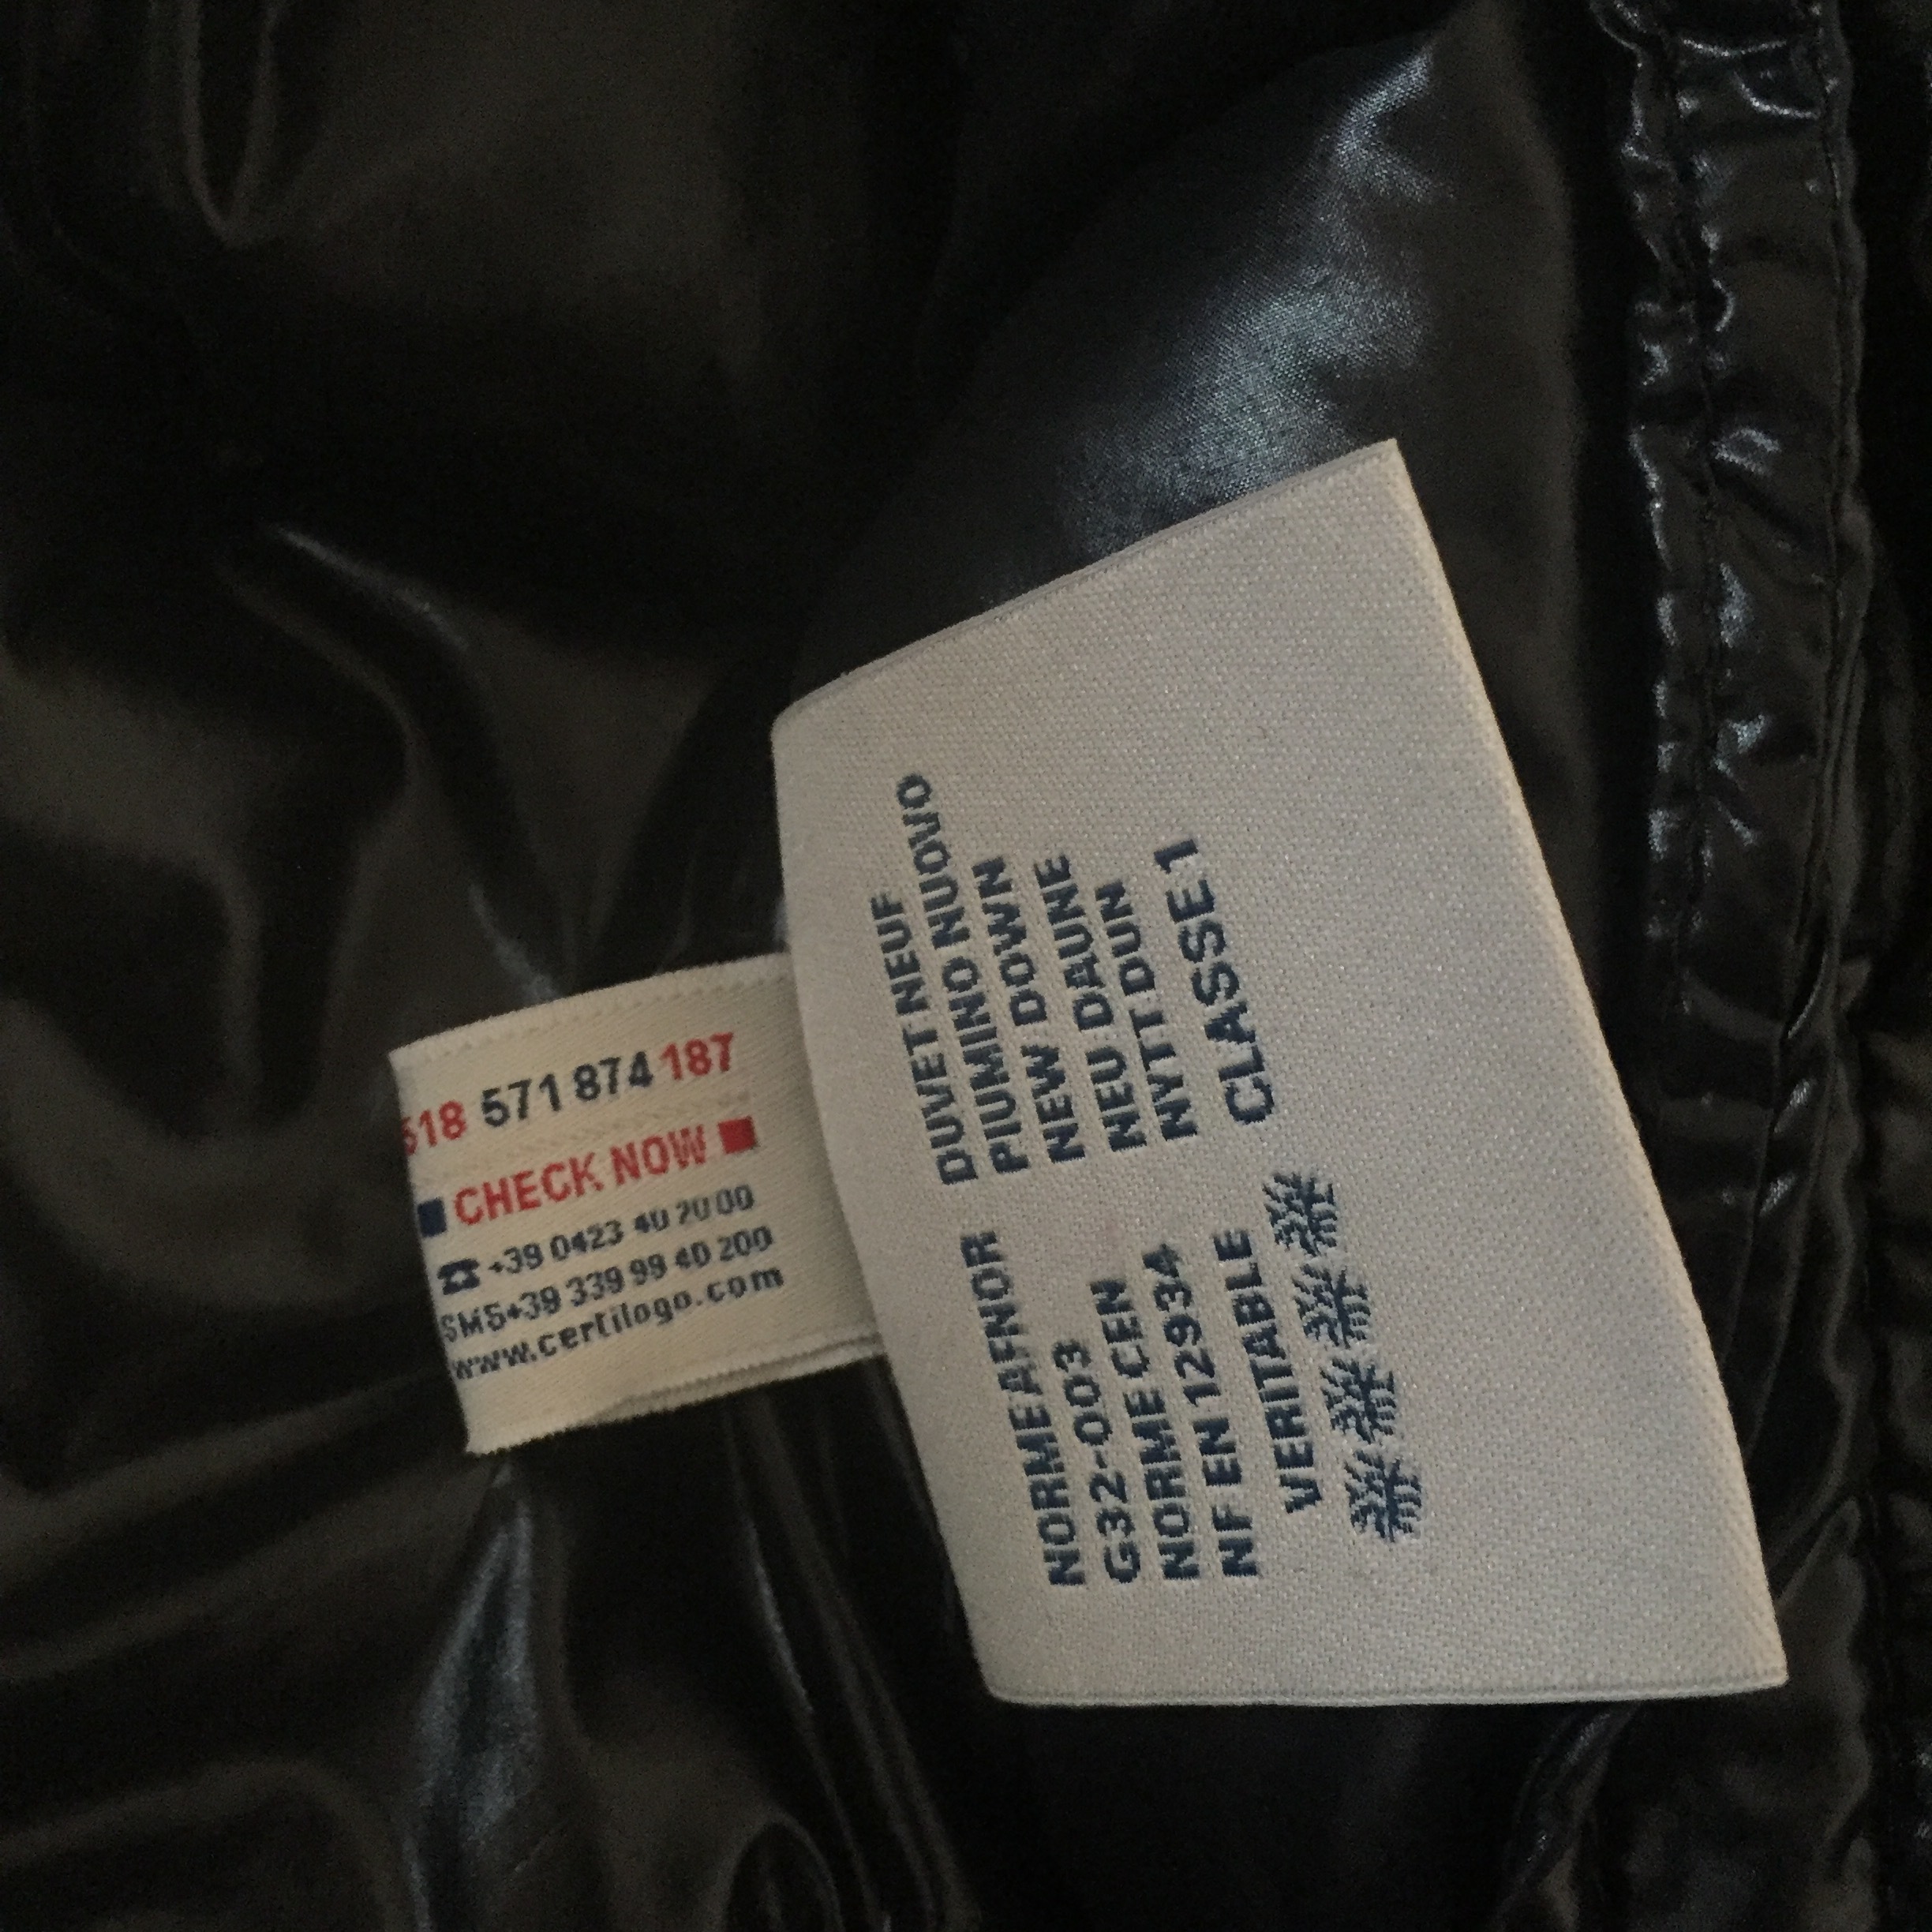 518 571 874 187
CHECK NOW
+39 0423 40 20 00
SMS+39 339 99 40 200
www.certilogo.com
DUVET NEUF
PIUMINO NUOVO
NEW DOWN
NEU DAUNE
NYTT DUN
CLASSE 1
NORME AFNOR
G32-003
NORME CEN
NF EN 12934
VERITABLE